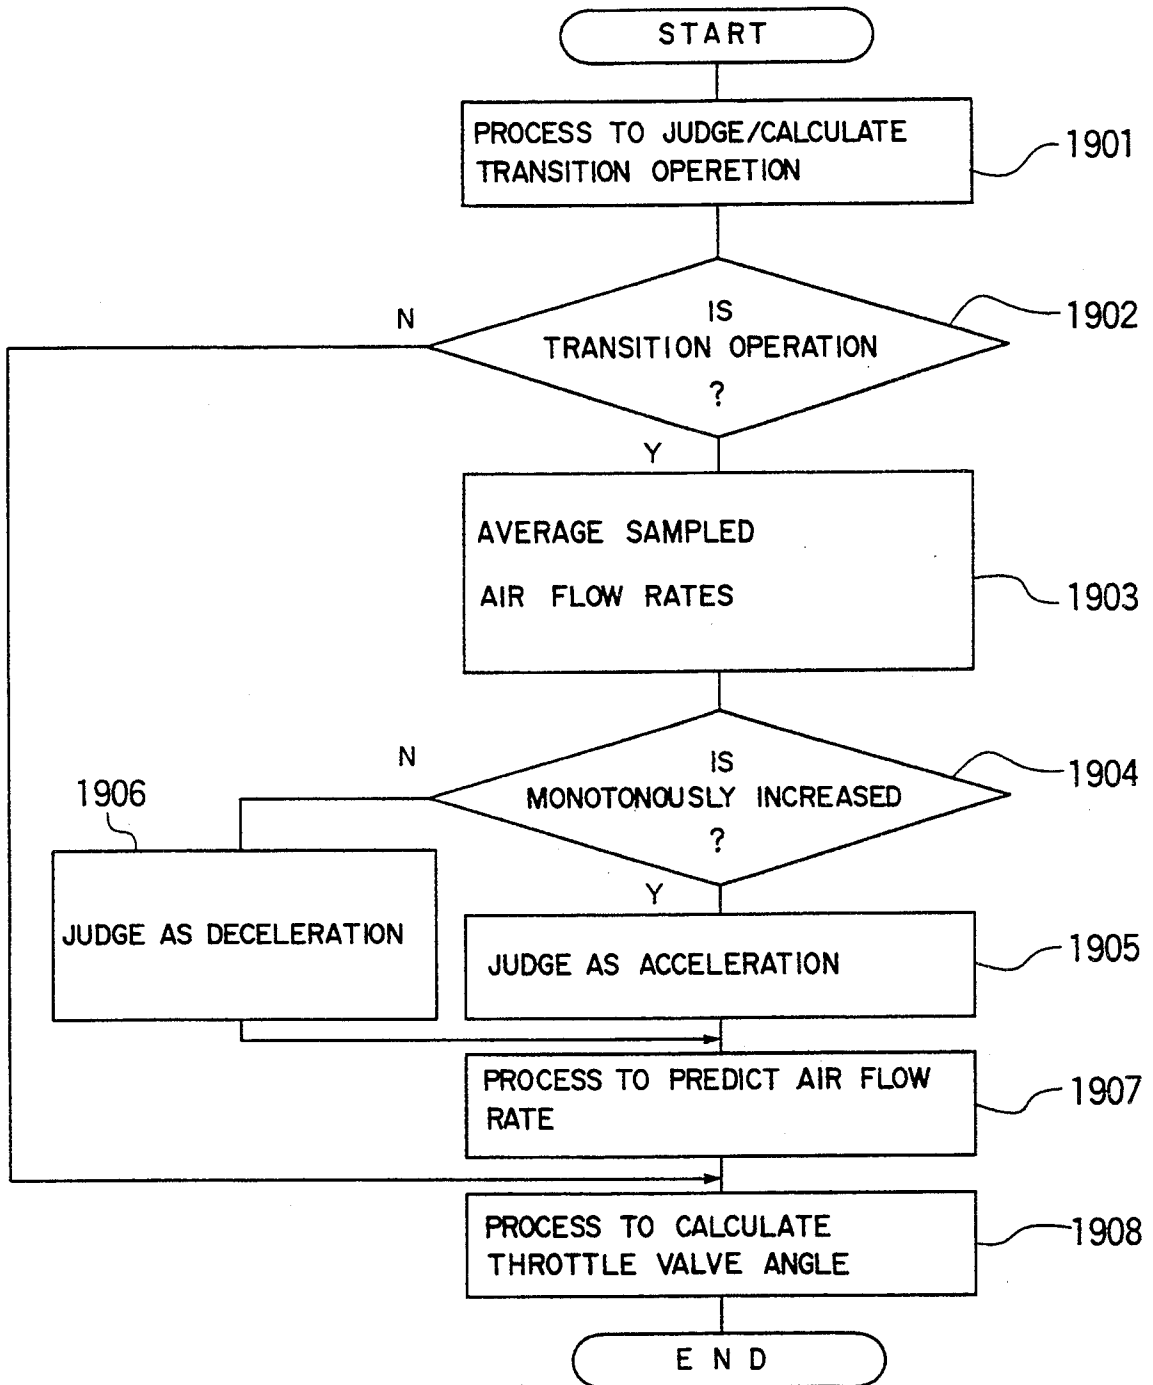 START
PROCESS TO JUDGE/CALCULATE
TRANSITION OPERETION
1901
IS
TRANSITION OPERATION
?
1902
N
Y
AVERAGE SAMPLED
AIR FLOW RATES
1903
IS
MONOTONOUSLY INCREASED
?
1904
N
Y
1906
JUDGE AS DECELERATION
JUDGE AS ACCELERATION
1905
PROCESS TO PREDICT AIR FLOW
RATE
1907
PROCESS TO CALCULATE
THROTTLE VALVE ANGLE
1908
END